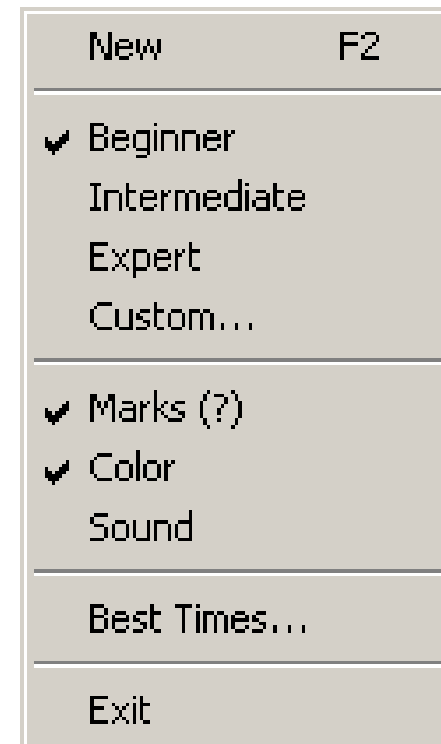 New F2
Beginner
Intermediate
Expert
Custom...
Marks (?)
Color
Sound
Best Times...
Exit